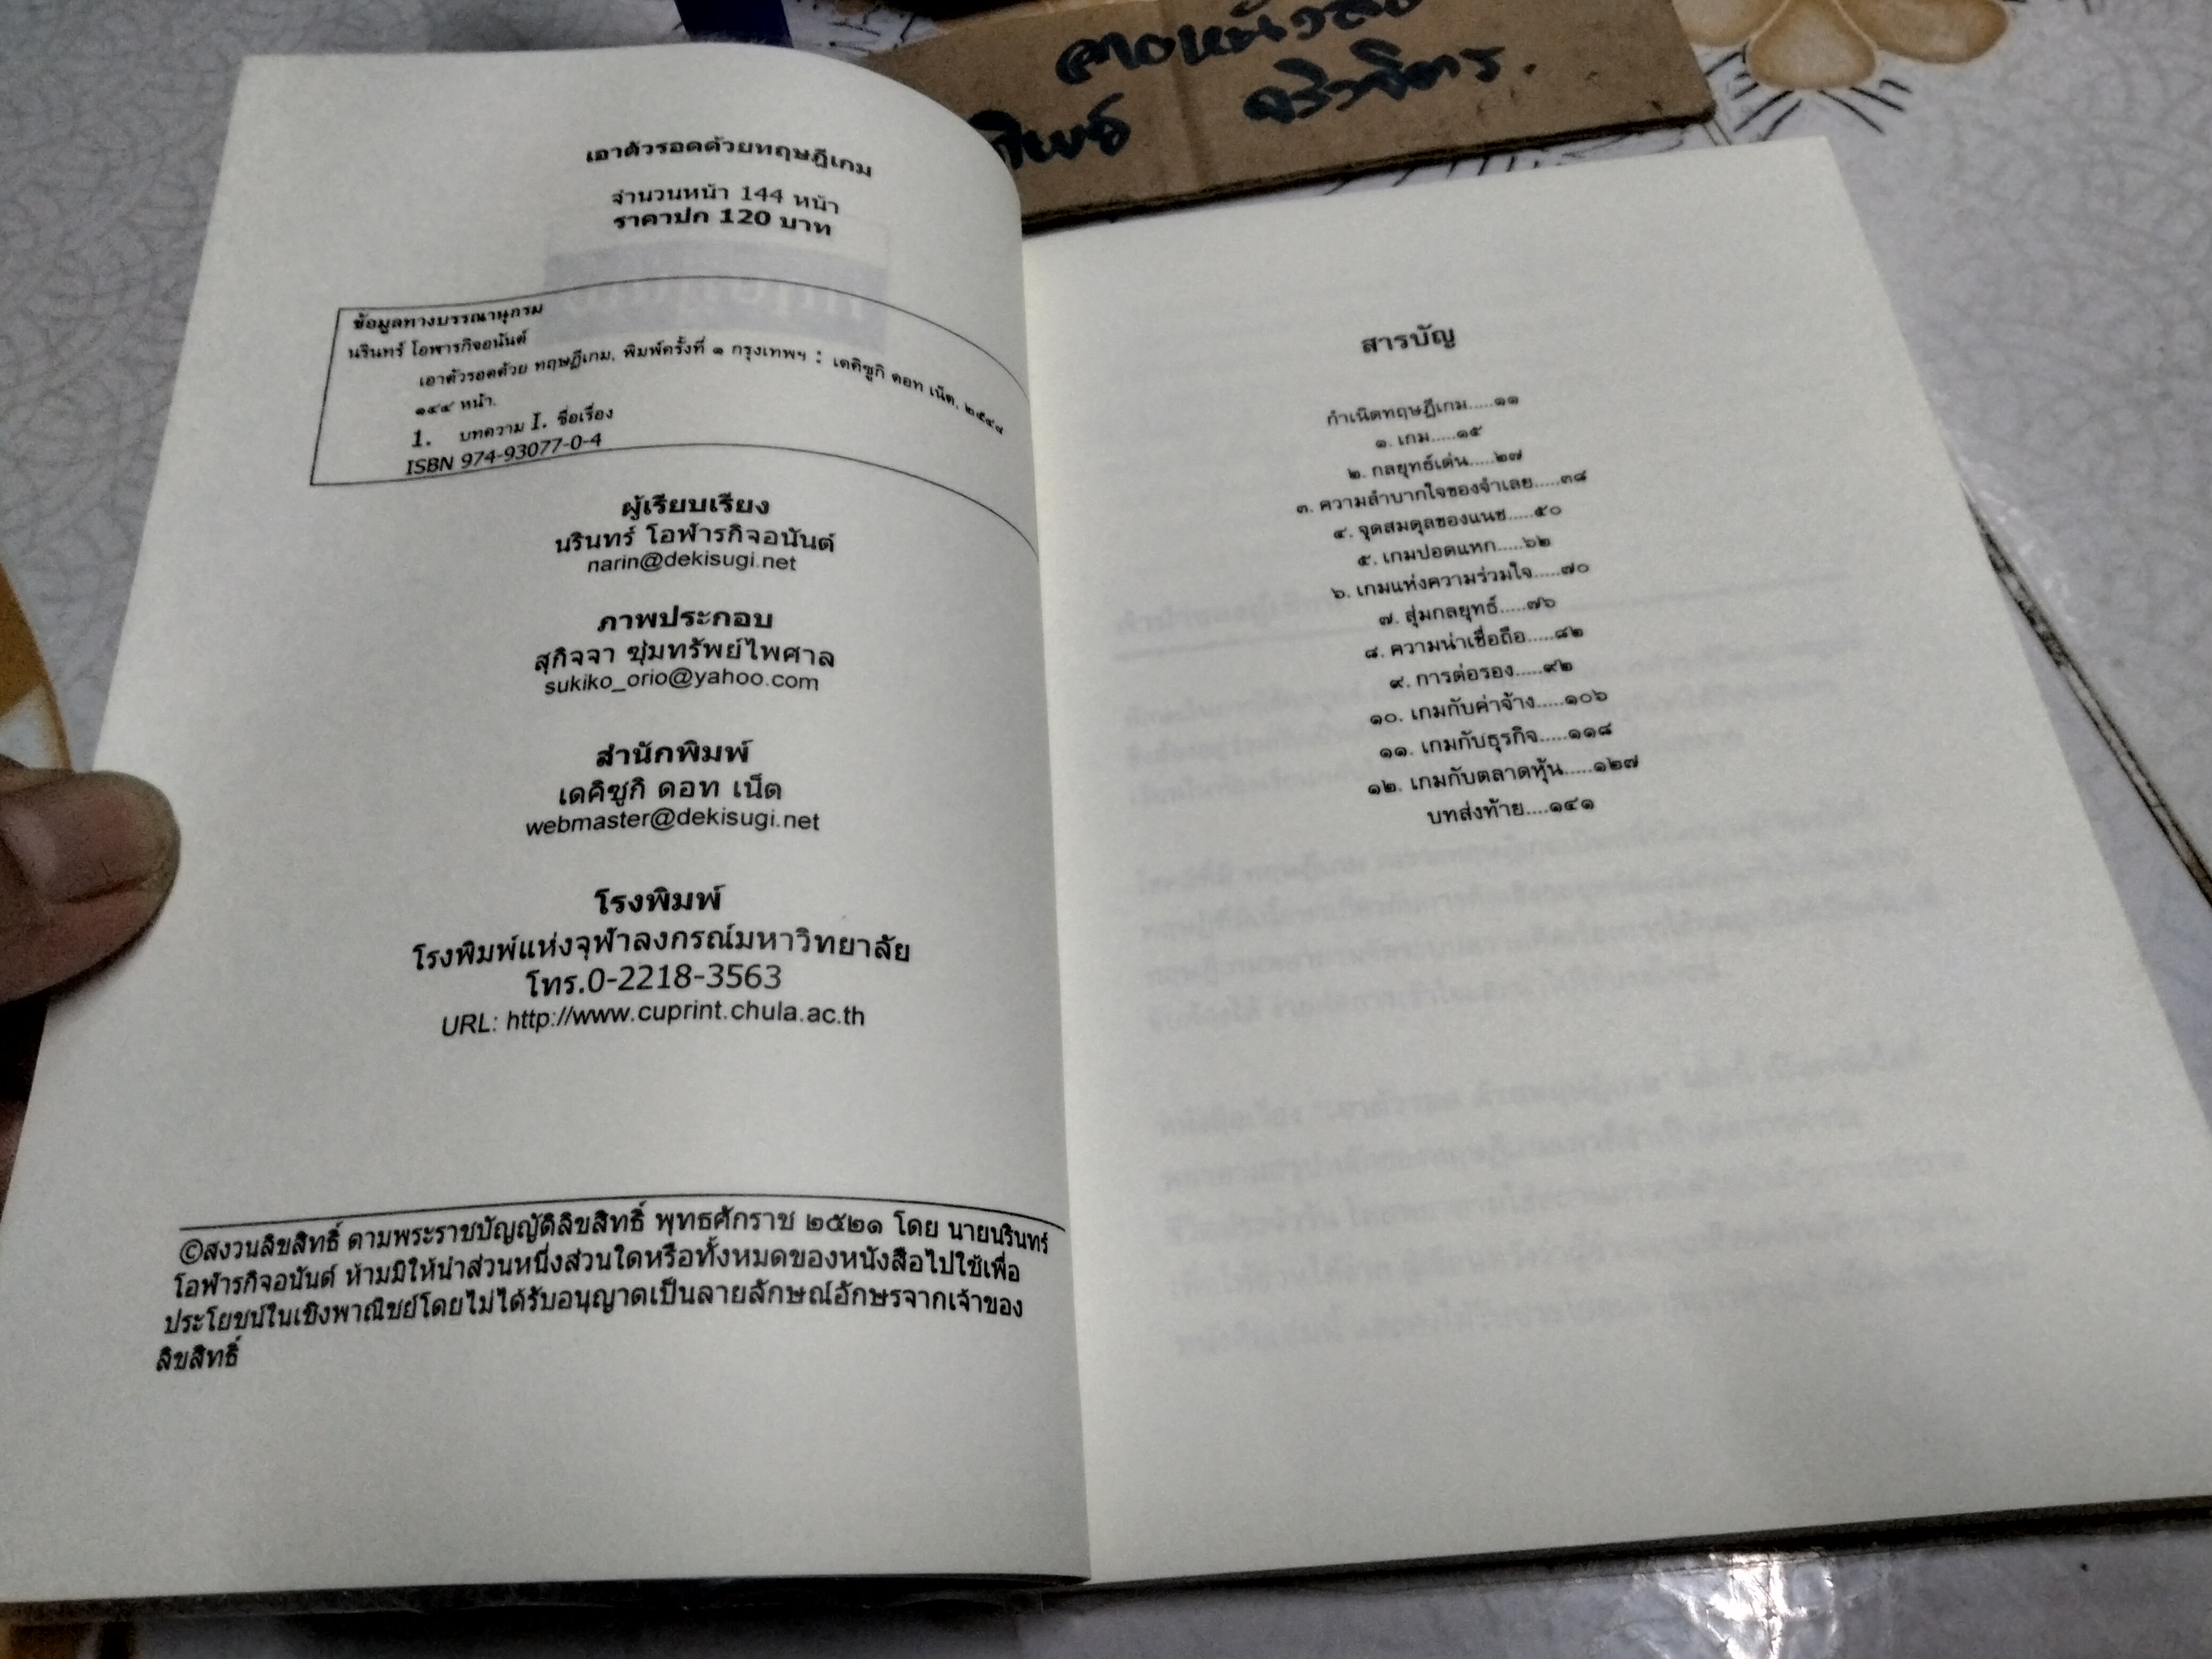 เอาตัวรอดด้วยทฤษฎีเกม
จำนวนหน้า 144 หน้า
ราคาปก 120 บาท
ข้อมูลทางบรรณานุกรม
นรินทร์ โอฬารกิจอนันต์
เอาตัวรอดด้วย ทฤษฎีเกม, พิมพ์ครั้งที่ ๑ กรุงเทพฯ : เดคิซูกิ ดอท เน็ต, ๒๕๔๘
๑๔๔ หน้า.
1. บทความ I. ชื่อเรื่อง
ISBN 974-93077-0-4
ผู้เรียบเรียง
นรินทร์ โอฬารกิจอนันต์
narin@dekisugi.net
ภาพประกอบ
สุกิจจา ซุ่มทรัพย์ไพศาล
sukiko_orio@yahoo.com
สำนักพิมพ์
เดคิซูกิ ดอท เน็ต
webmaster@dekisugi.net
โรงพิมพ์
โรงพิมพ์แห่งจุฬาลงกรณ์มหาวิทยาลัย
โทร.0-2218-3563
URL: http://www.cuprint.chula.ac.th
©สงวนลิขสิทธิ์ ตามพระราชบัญญัติลิขสิทธิ์ พุทธศักราช ๒๕๒๑ โดย นายนรินทร์
โอฬารกิจอนันต์ ห้ามมิให้นำส่วนหนึ่งส่วนใดหรือทั้งหมดของหนังสือไปใช้เพื่อ
ประโยชน์ในเชิงพาณิชย์โดยไม่ได้รับอนุญาตเป็นลายลักษณ์อักษรจากเจ้าของ
ลิขสิทธิ์
สารบัญ
กำเนิดทฤษฎีเกม.....๑๑
๑. เกม.....๑๕
๒. กลยุทธ์เด่น.....๒๗
๓. ความลำบากใจของจำเลย.....๓๘
๔. จุดสมดุลของแนช.....๕๐
๕. เกมปอดแหก.....๖๒
๖. เกมแห่งความร่วมใจ.....๗๐
๗. สุ่มกลยุทธ์.....๗๖
๘. ความน่าเชื่อถือ.....๘๒
๙. การต่อรอง.....๙๒
๑๐. เกมกับค่าจ้าง.....๑๐๖
๑๑. เกมกับธุรกิจ.....๑๑๘
๑๒. เกมกับตลาดหุ้น.....๑๒๗
บทส่งท้าย....๑๔๑